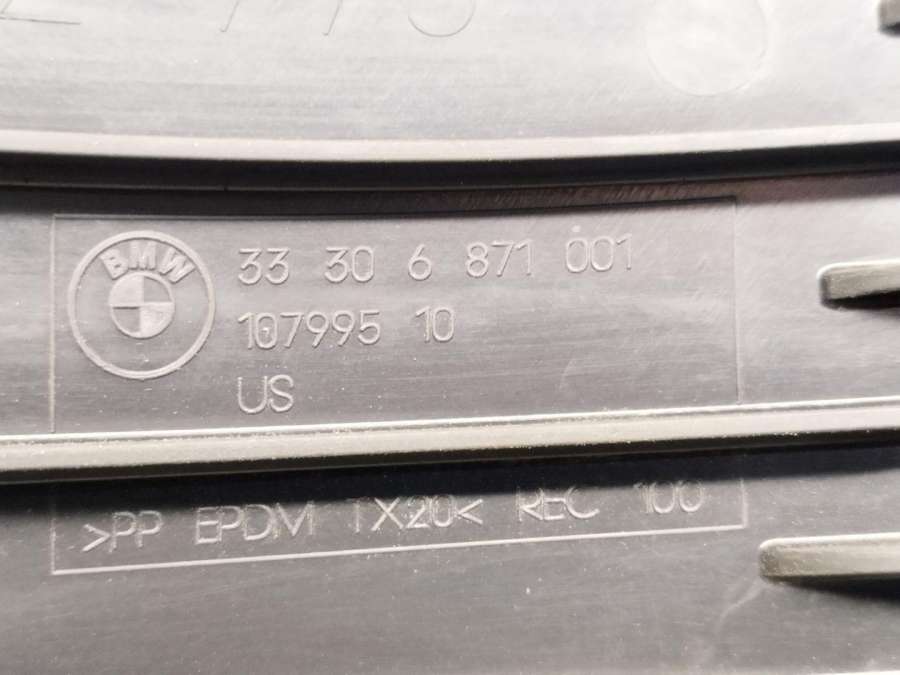 BMW
33 30 6 871 001
107995 10
US
>PP EPDM TX20< REC 100